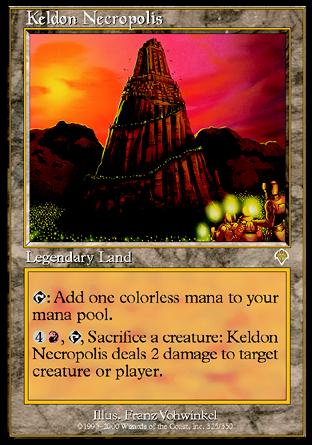 Keldon Necropolis
Legendary Land
: Add one colorless mana to your
mana pool.
4 , , Sacrifice a creature: Keldon
Necropolis deals 2 damage to target
creature or player.
Illus. Franz Vohwinkel
©1993-2000 Wizards of the Coast, Inc. 325/350